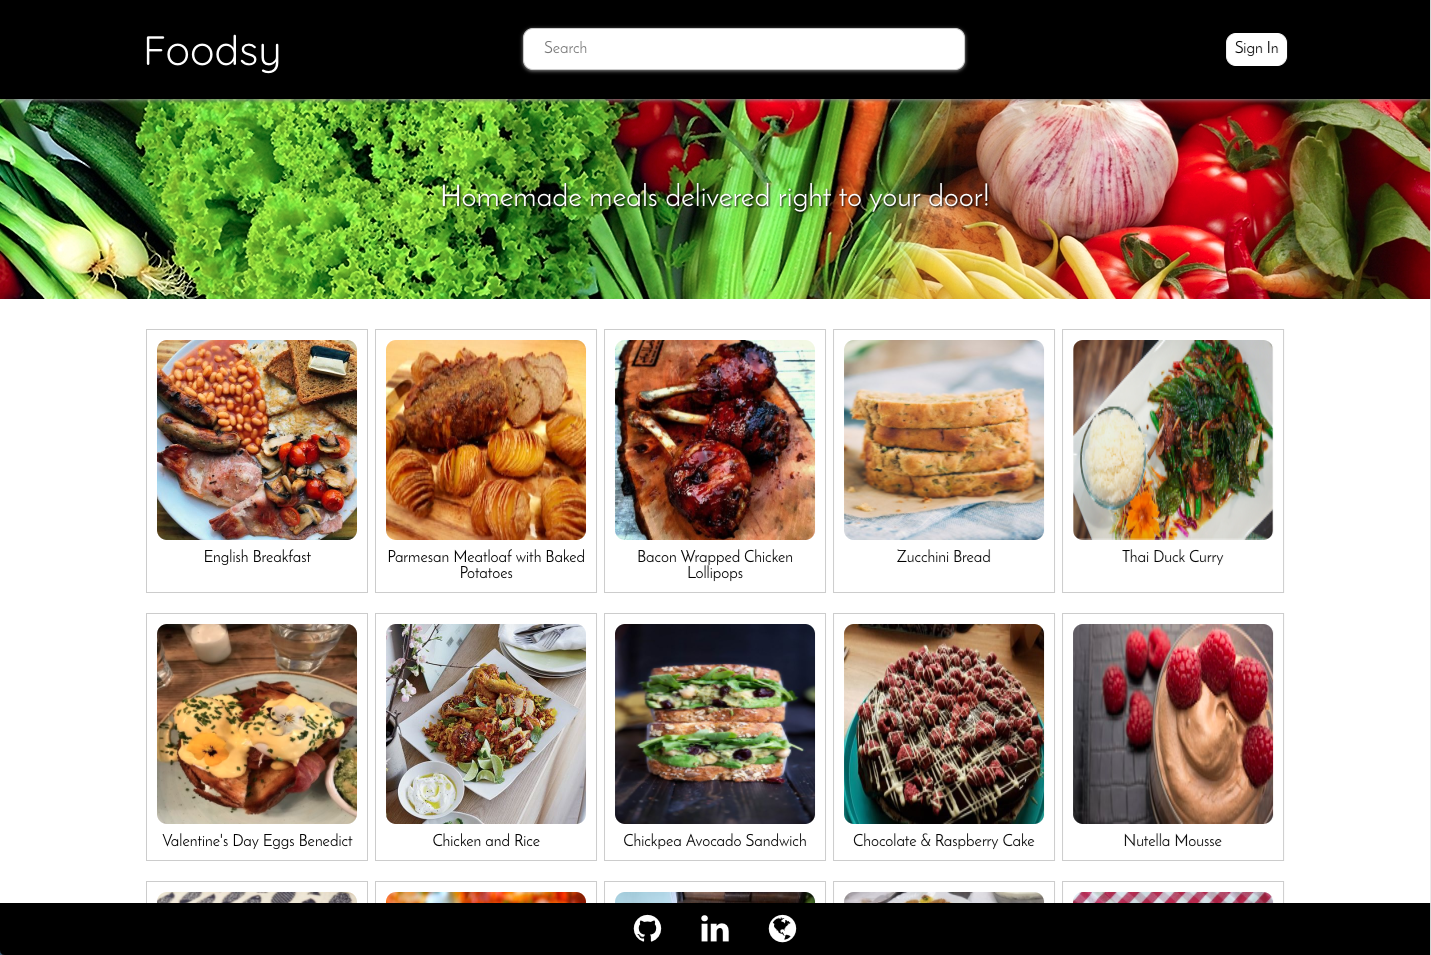 Foodsy
Search
Sign In
Homemade meals delivered right to your door!
English Breakfast
Parmesan Meatloaf with Baked
Potatoes
Bacon Wrapped Chicken
Lollipops
Zucchini Bread
Thai Duck Curry
Valentine's Day Eggs Benedict
Chicken and Rice
Chickpea Avocado Sandwich
Chocolate & Raspberry Cake
Nutella Mousse
in